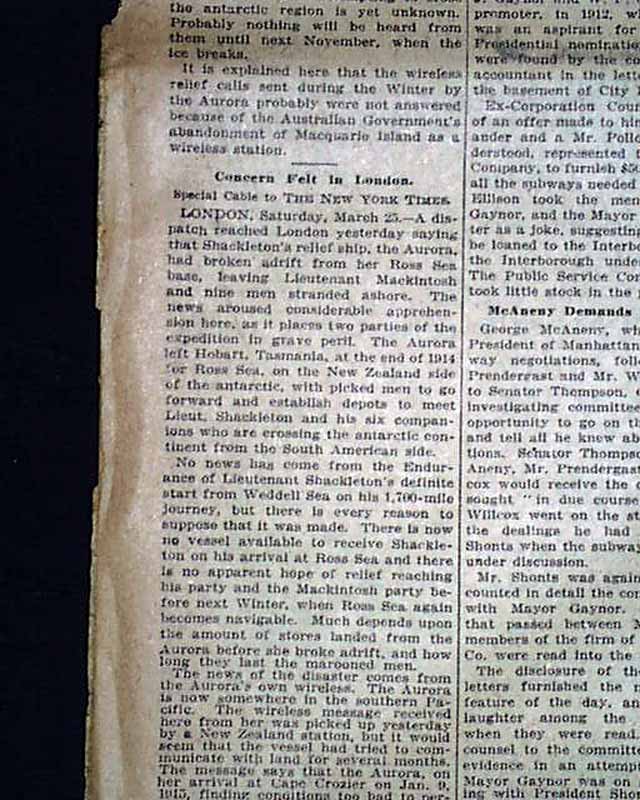 the antarctic region is yet unknown.
Probably nothing will be heard from
them until next November, when the
ice breaks.
It is explained here that the wireless
relief calls sent during the Winter by
the Aurora probably were not answered
because of the Australian Government's
abandonment of Macquarie Island as a
wireless station.
Concern Felt in London.
Special Cable to THE NEW YORK TIMES.
LONDON, Saturday, March 25.—A dis-
patch reached London yesterday saying
that Shackleton's relief ship, the Aurora,
had broken adrift from her Ross Sea
base, leaving Lieutenant Mackintosh
and nine men stranded ashore. The
news aroused considerable apprehen-
sion here, as it places two parties of the
expedition in grave peril. The Aurora
left Hobart, Tasmania, at the end of 1914
for Ross Sea, on the New Zealand side
of the antarctic, with picked men to go
forward and establish depots to meet
Lieut. Shackleton and his six compan-
ions who are crossing the antarctic con-
tinent from the South American side.
No news has come from the Endur-
ance of Lieutenant Shackleton's definite
start from Weddell Sea on his 1,700-mile
journey, but there is every reason to
suppose that it was made. There is now
no vessel available to receive Shackle-
ton on his arrival at Ross Sea and there
is no apparent hope of relief reaching
his party and the Mackintosh party be-
fore next Winter, when Ross Sea again
becomes navigable. Much depends upon
the amount of stores landed from the
Aurora before she broke adrift, and how
long they last the marooned men.
The news of the disaster comes from
the Aurora's own wireless. The Aurora
is now somewhere in the southern Pa-
cific. The wireless message received
here from her was picked up yesterday
by a New Zealand station, but it would
seem that the vessel had tried to com-
municate with land for several months.
The message says that the Aurora, on
her arrival at Cape Crozier on Jan. 9,
1915, finding conditions too bad to per-
promoter, in 1912, w
was an aspirant for
Presidential nominatio
were found by the co
accountant in the lett
the basement of City
Ex-Corporation Cou
of an offer made to hi
ander and a Mr. Pollo
derstood, represented
Company, to furnish $5
all the subways needed
Ellison took the men
Gaynor, and the Mayor
ter as a joke, suggesting
be loaned to the Interbo
the Interborough unde
The Public Service Co
took little stock in the
McAneny Demands
George McAneny, wh
President of Manhattan
way negotiations, foll
Prendergast and Mr. W
to Senator Thompson,
investigating committe
opportunity to go on th
and tell all he knew ab
tions. Senator Thompso
Aneny, Mr. Prendergas
cox would receive the
sought "in due course
Willcox went on the st
the dealings he had
Shonts when the subway
under discussion.
Mr. Shonts was again
counted in detail the con
with Mayor Gaynor.
that passed between M
members of the firm of
Co. were read into the
The disclosure of th
letters furnished the
feature of the day, an
laughter among the
when they were read.
counsel to the committe
evidence in an attempt
Mayor Gaynor was on
ing with President Sho